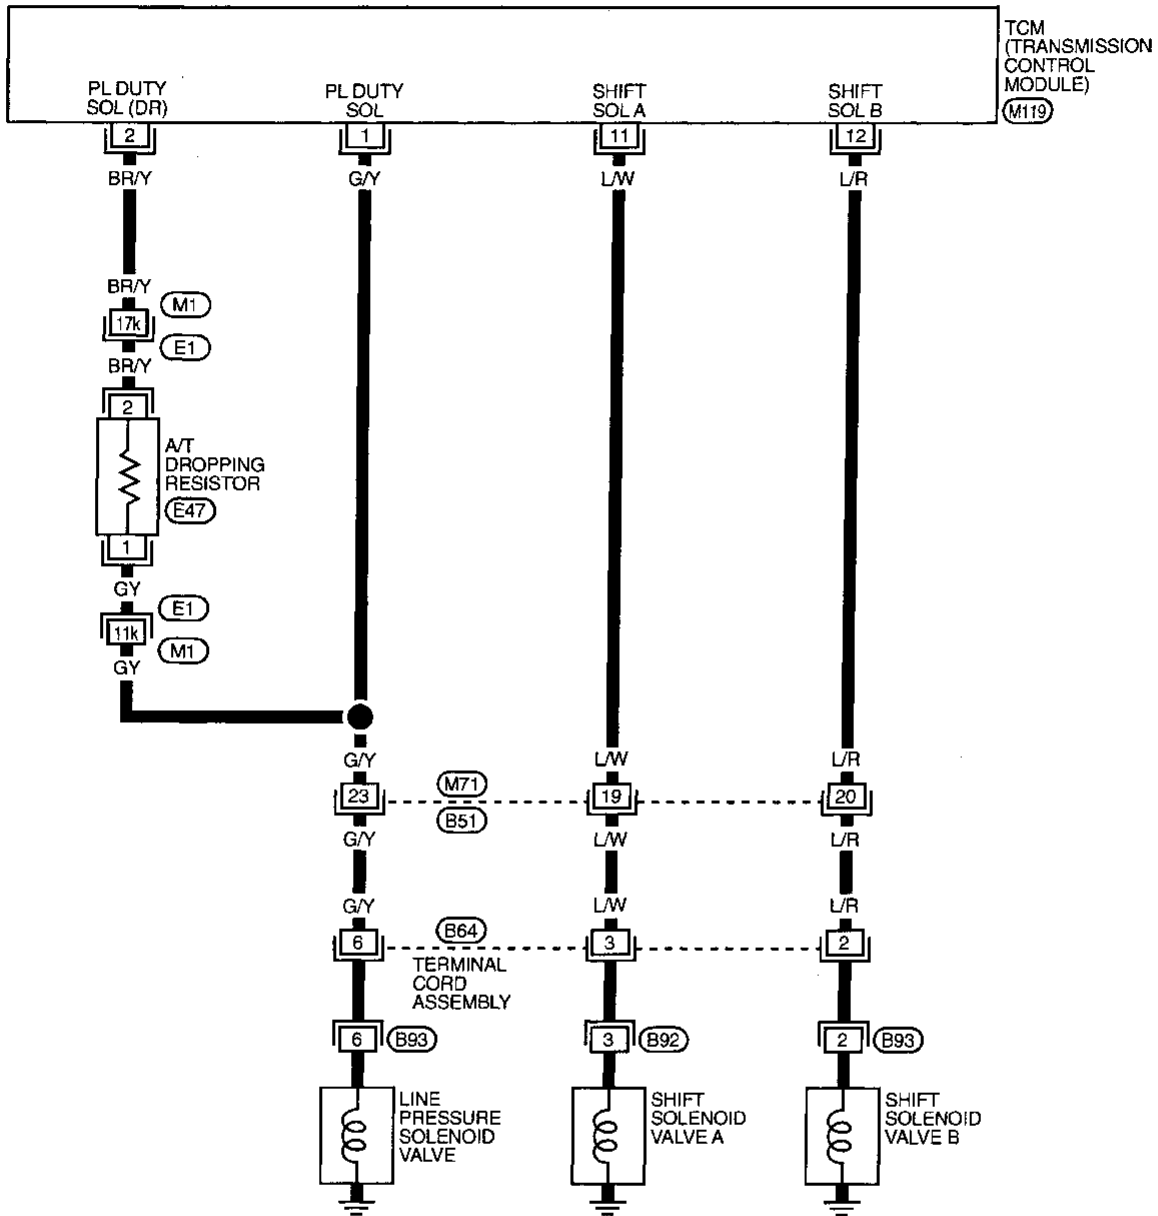 TCM
(TRANSMISSION
CONTROL
MODULE)
M119
PL DUTY
SOL (DR)
PL DUTY
SOL
SHIFT
SOL A
SHIFT
SOL B
2
1
11
12
BR/Y
G/Y
L/W
L/R
BR/Y
M1
17k
E1
BR/Y
2
A/T
DROPPING
RESISTOR
E47
1
GY
E1
11k
M1
GY
G/Y
L/W
L/R
23
M71
19
20
B51
G/Y
L/W
L/R
G/Y
L/W
L/R
6
B64
3
2
TERMINAL
CORD
ASSEMBLY
6
B93
3
B92
2
B93
LINE
PRESSURE
SOLENOID
VALVE
SHIFT
SOLENOID
VALVE A
SHIFT
SOLENOID
VALVE B